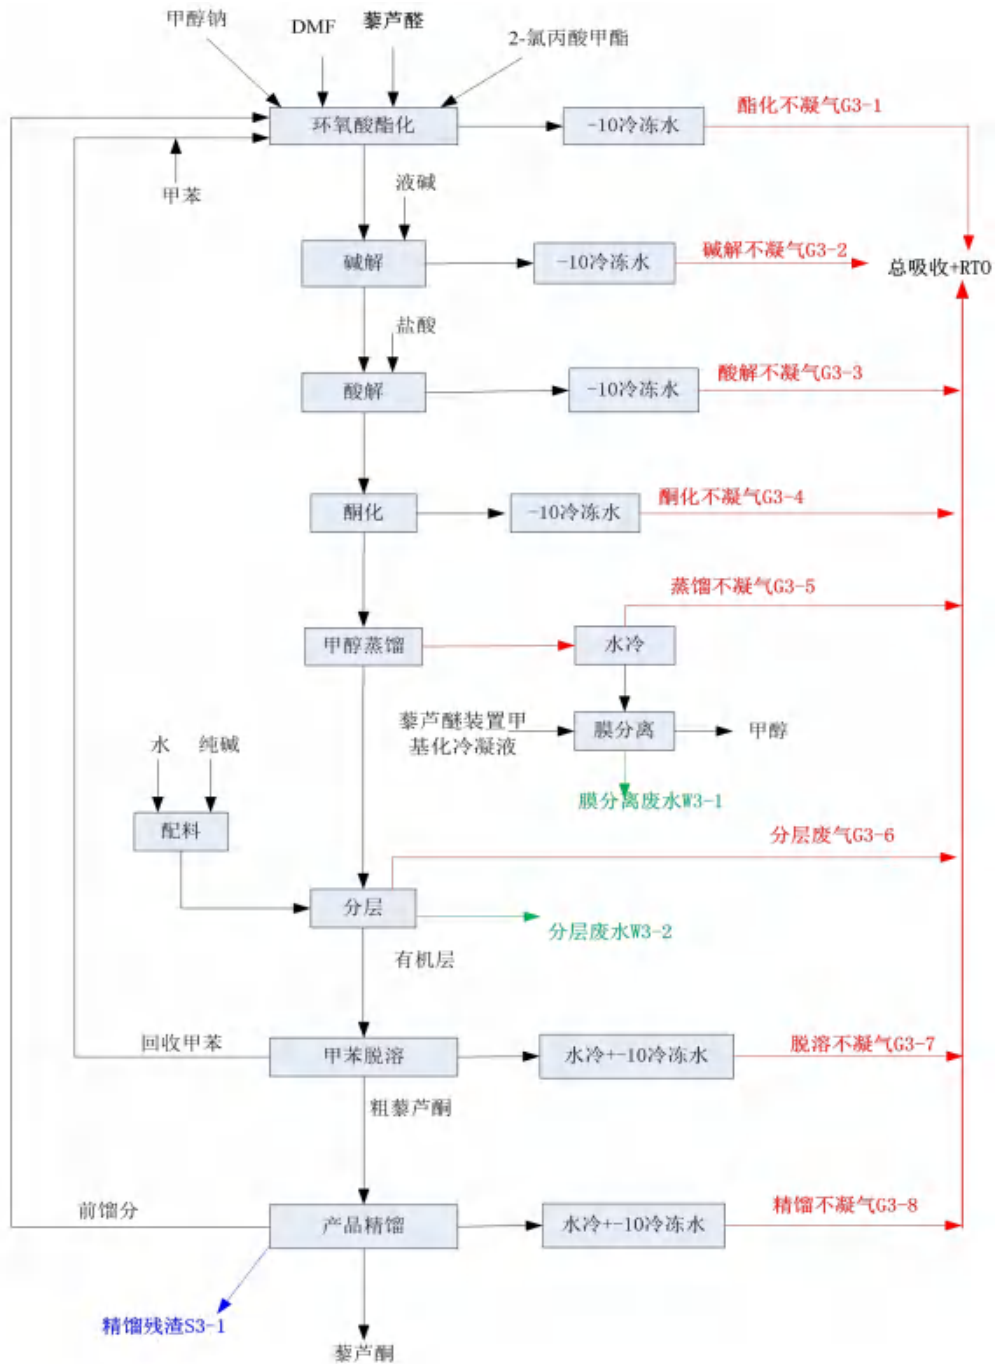 甲醇钠
DMF
藜芦醛
2-氯丙酸甲酯
环氧酸酯化
-10冷冻水
酯化不凝气G3-1
甲苯
液碱
碱解
-10冷冻水
碱解不凝气G3-2
总吸收+RTO
盐酸
酸解
-10冷冻水
酸解不凝气G3-3
酮化
-10冷冻水
酮化不凝气G3-4
蒸馏不凝气G3-5
甲醇蒸馏
水冷
藜芦醚装置甲
基化冷凝液
膜分离
甲醇
水
纯碱
膜分离废水W3-1
配料
分层废气G3-6
分层
分层废水W3-2
有机层
回收甲苯
甲苯脱溶
水冷+-10冷冻水
脱溶不凝气G3-7
粗藜芦酮
前馏分
产品精馏
水冷+-10冷冻水
精馏不凝气G3-8
精馏残渣S3-1
藜芦酮